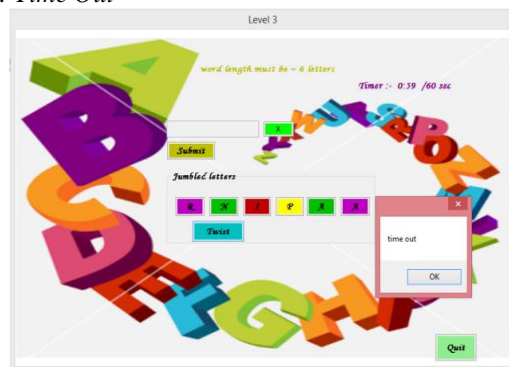 Time Out
Level 3
word length must be = 6 letters
Timer :- 0:59 /60 sec
X
Submit
Jumbled letters
R N I P A A
Twist
time out
OK
Quit